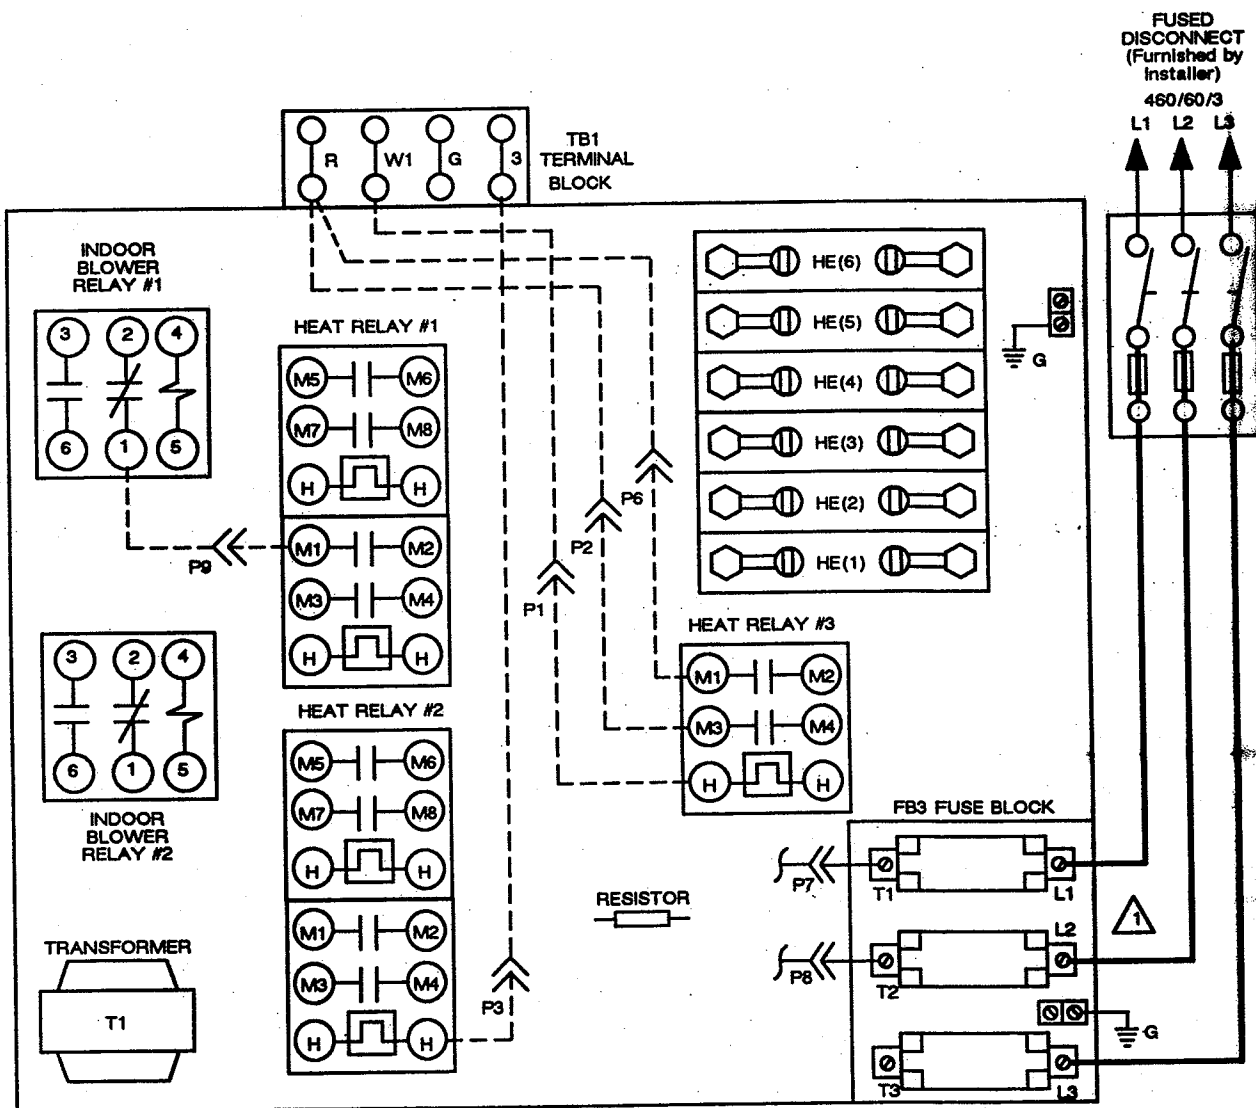 FUSED
DISCONNECT
(Furnished by
Installer)
460/60/3
L1 L2 L3
R W1 G 3
TB1
TERMINAL
BLOCK
INDOOR
BLOWER
RELAY #1
3 2 4
6 1 5
HEAT RELAY #1
M5 M6
M7 M8
H H
M1 M2
M3 M4
H H
P9
P6
P2
P1
HE(6)
HE(5)
HE(4)
HE(3)
HE(2)
HE(1)
G
HEAT RELAY #3
M1 M2
M3 M4
H H
3 2 4
6 1 5
INDOOR
BLOWER
RELAY #2
HEAT RELAY #2
M5 M6
M7 M8
H H
M1 M2
M3 M4
H H
P3
RESISTOR
TRANSFORMER
T1
FB3 FUSE BLOCK
P7
T1 L1
1
L2
P8
T2
G
T3 L3